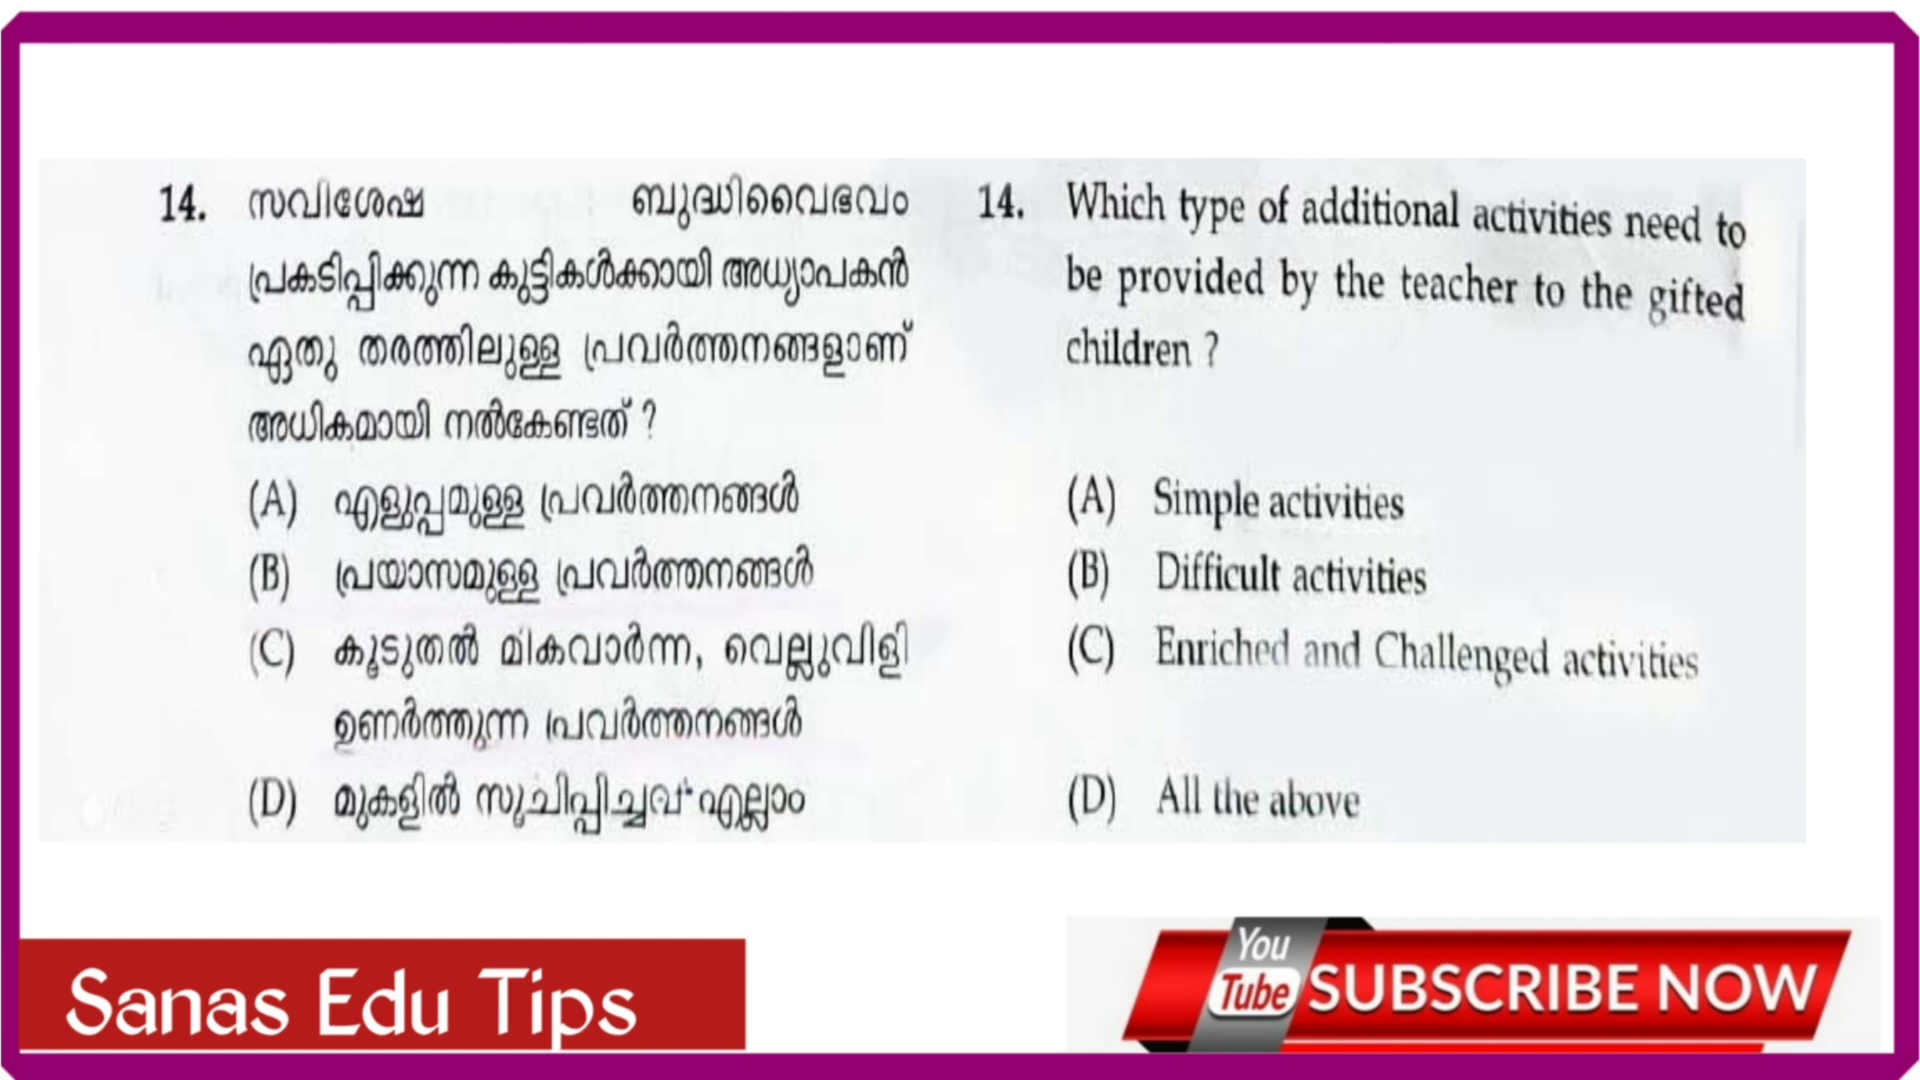 14. സവിശേഷ ബുദ്ധിവൈഭവം
പ്രകടിപ്പിക്കുന്ന കുട്ടികൾക്കായി അധ്യാപകൻ
ഏതു തരത്തിലുള്ള പ്രവർത്തനങ്ങളാണ്
അധികമായി നൽകേണ്ടത് ?
(A) എളുപ്പമുള്ള പ്രവർത്തനങ്ങൾ
(B) പ്രയാസമുള്ള പ്രവർത്തനങ്ങൾ
(C) കൂടുതൽ മികവാർന്ന, വെല്ലുവിളി
ഉണർത്തുന്ന പ്രവർത്തനങ്ങൾ
(D) മുകളിൽ സൂചിപ്പിച്ചവ എല്ലാം
14. Which type of additional activities need to
be provided by the teacher to the gifted
children ?
(A) Simple activities
(B) Difficult activities
(C) Enriched and Challenged activities
(D) All the above
Sanas Edu Tips
You
Tube SUBSCRIBE NOW